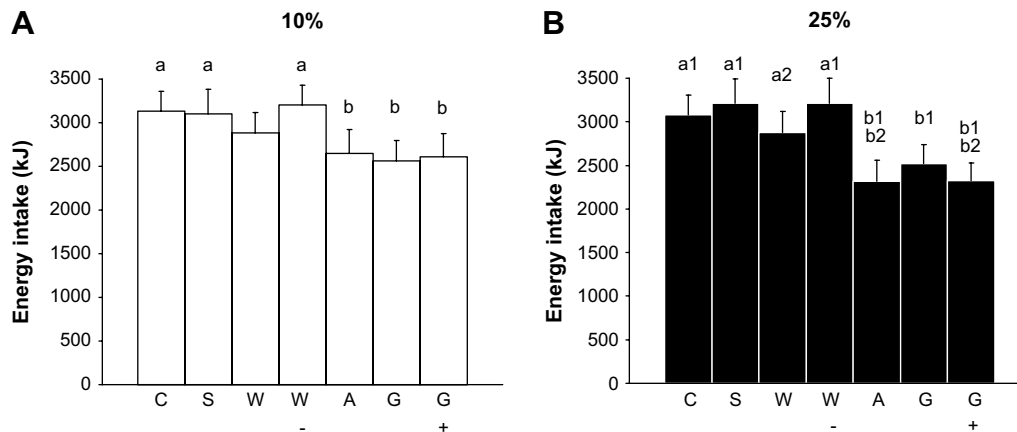 A
10%
Energy intake (kJ)
3500
3000
2500
2000
1500
1000
500
0
a a a b b b
C S W W A G G
- +
B
25%
Energy intake (kJ)
3500
3000
2500
2000
1500
1000
500
0
a1 a1 a2 a1 b1 b1 b1
b2 b2
C S W W A G G
- +